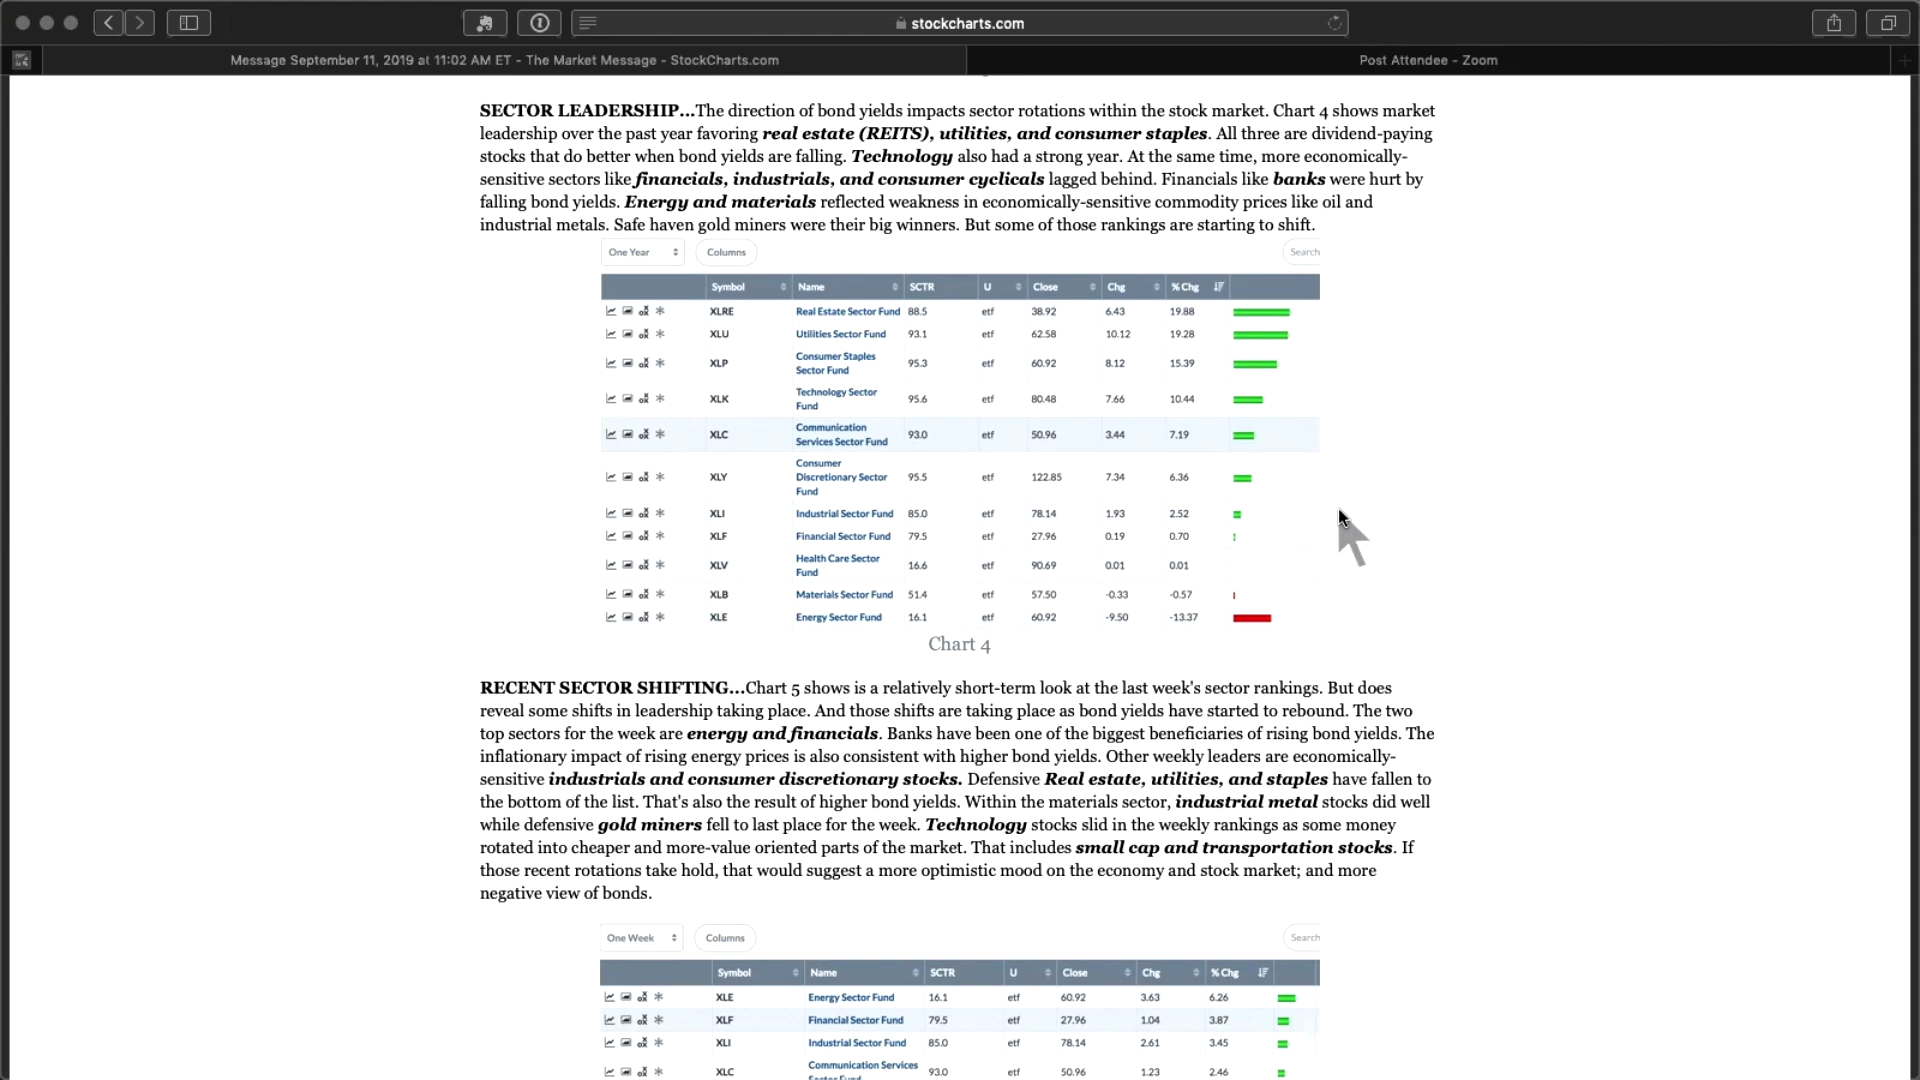 stockcharts.com
Message September 11, 2019 at 11:02 AM ET - The Market Message - StockCharts.com
Post Attendee - Zoom
SECTOR LEADERSHIP...The direction of bond yields impacts sector rotations within the stock market. Chart 4 shows market
leadership over the past year favoring real estate (REITS), utilities, and consumer staples. All three are dividend-paying
stocks that do better when bond yields are falling. Technology also had a strong year. At the same time, more economically-
sensitive sectors like financials, industrials, and consumer cyclicals lagged behind. Financials like banks were hurt by
falling bond yields. Energy and materials reflected weakness in economically-sensitive commodity prices like oil and
industrial metals. Safe haven gold miners were their big winners. But some of those rankings are starting to shift.
One Year Columns Search
Symbol Name SCTR U Close Chg % Chg
XLRE Real Estate Sector Fund 88.5 etf 38.92 6.43 19.88
XLU Utilities Sector Fund 93.1 etf 62.58 10.12 19.28
XLP Consumer Staples Sector Fund 95.3 etf 60.92 8.12 15.39
XLK Technology Sector Fund 95.6 etf 80.48 7.66 10.44
XLC Communication Services Sector Fund 93.0 etf 50.96 3.44 7.19
XLY Consumer Discretionary Sector Fund 95.5 etf 122.85 7.34 6.36
XLI Industrial Sector Fund 85.0 etf 78.14 1.93 2.52
XLF Financial Sector Fund 79.5 etf 27.96 0.19 0.70
XLV Health Care Sector Fund 16.6 etf 90.69 0.01 0.01
XLB Materials Sector Fund 51.4 etf 57.50 -0.33 -0.57
XLE Energy Sector Fund 16.1 etf 60.92 -9.50 -13.37
Chart 4
RECENT SECTOR SHIFTING...Chart 5 shows is a relatively short-term look at the last week's sector rankings. But does
reveal some shifts in leadership taking place. And those shifts are taking place as bond yields have started to rebound. The two
top sectors for the week are energy and financials. Banks have been one of the biggest beneficiaries of rising bond yields. The
inflationary impact of rising energy prices is also consistent with higher bond yields. Other weekly leaders are economically-
sensitive industrials and consumer discretionary stocks. Defensive Real estate, utilities, and staples have fallen to
the bottom of the list. That's also the result of higher bond yields. Within the materials sector, industrial metal stocks did well
while defensive gold miners fell to last place for the week. Technology stocks slid in the weekly rankings as some money
rotated into cheaper and more-value oriented parts of the market. That includes small cap and transportation stocks. If
those recent rotations take hold, that would suggest a more optimistic mood on the economy and stock market; and more
negative view of bonds.
One Week Columns Search
Symbol Name SCTR U Close Chg % Chg
XLE Energy Sector Fund 16.1 etf 60.92 3.63 6.26
XLF Financial Sector Fund 79.5 etf 27.96 1.04 3.87
XLI Industrial Sector Fund 85.0 etf 78.14 2.61 3.45
XLC Communication Services Sector Fund 93.0 etf 50.96 1.23 2.46